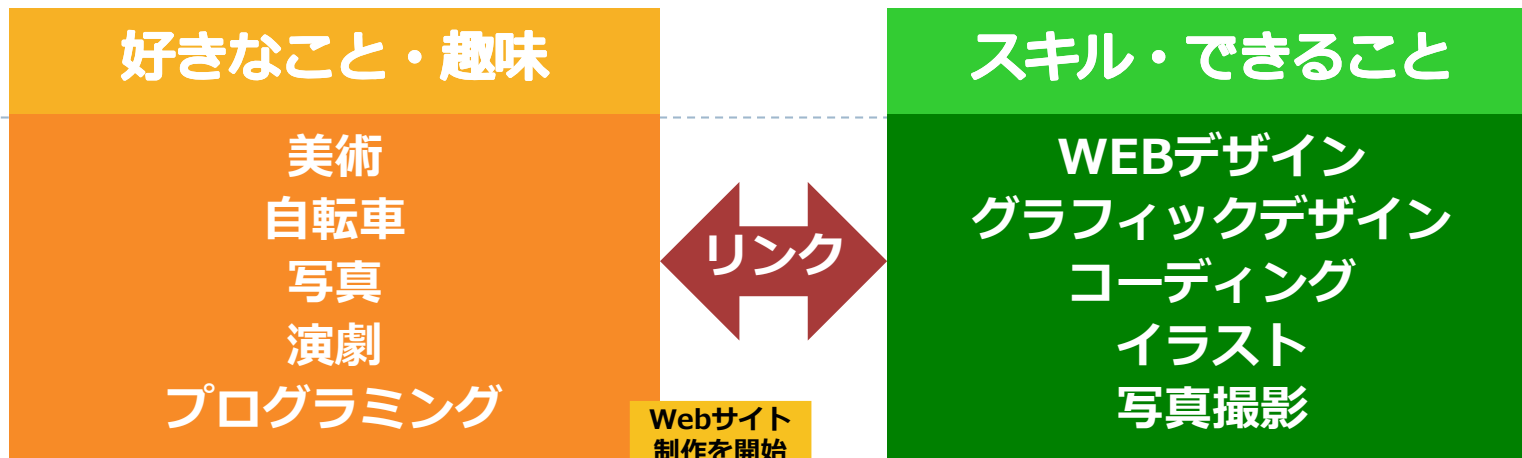 好きなこと・趣味
美術
自転車
写真
演劇
プログラミング
リンク
スキル・できること
WEBデザイン
グラフィックデザイン
コーディング
イラスト
写真撮影
Webサイト
制作を開始